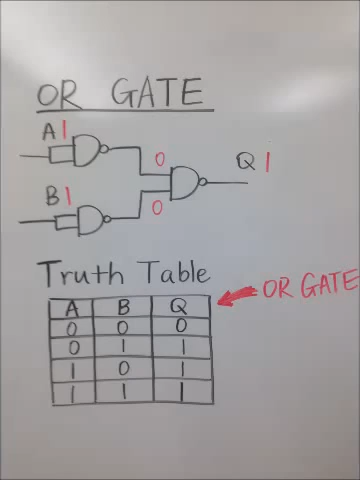 OR GATE
A 1
0
Q 1
B 1
0
Truth Table
OR GATE
A B Q
0 0 0
0 1 1
1 0 1
1 1 1